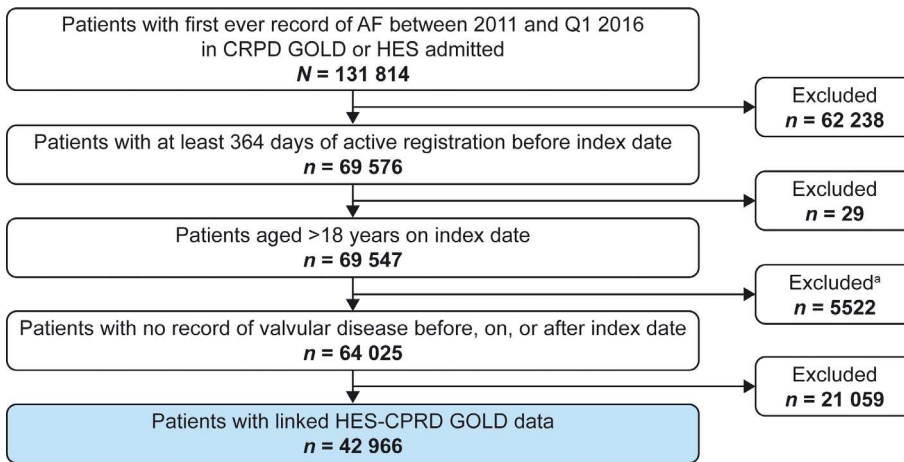 Patients with first ever record of AF between 2011 and Q1 2016
in CRPD GOLD or HES admitted
N = 131 814
Excluded
n = 62 238
Patients with at least 364 days of active registration before index date
n = 69 576
Excluded
n = 29
Patients aged >18 years on index date
n = 69 547
Excludedᵃ
n = 5522
Patients with no record of valvular disease before, on, or after index date
n = 64 025
Excluded
n = 21 059
Patients with linked HES-CPRD GOLD data
n = 42 966